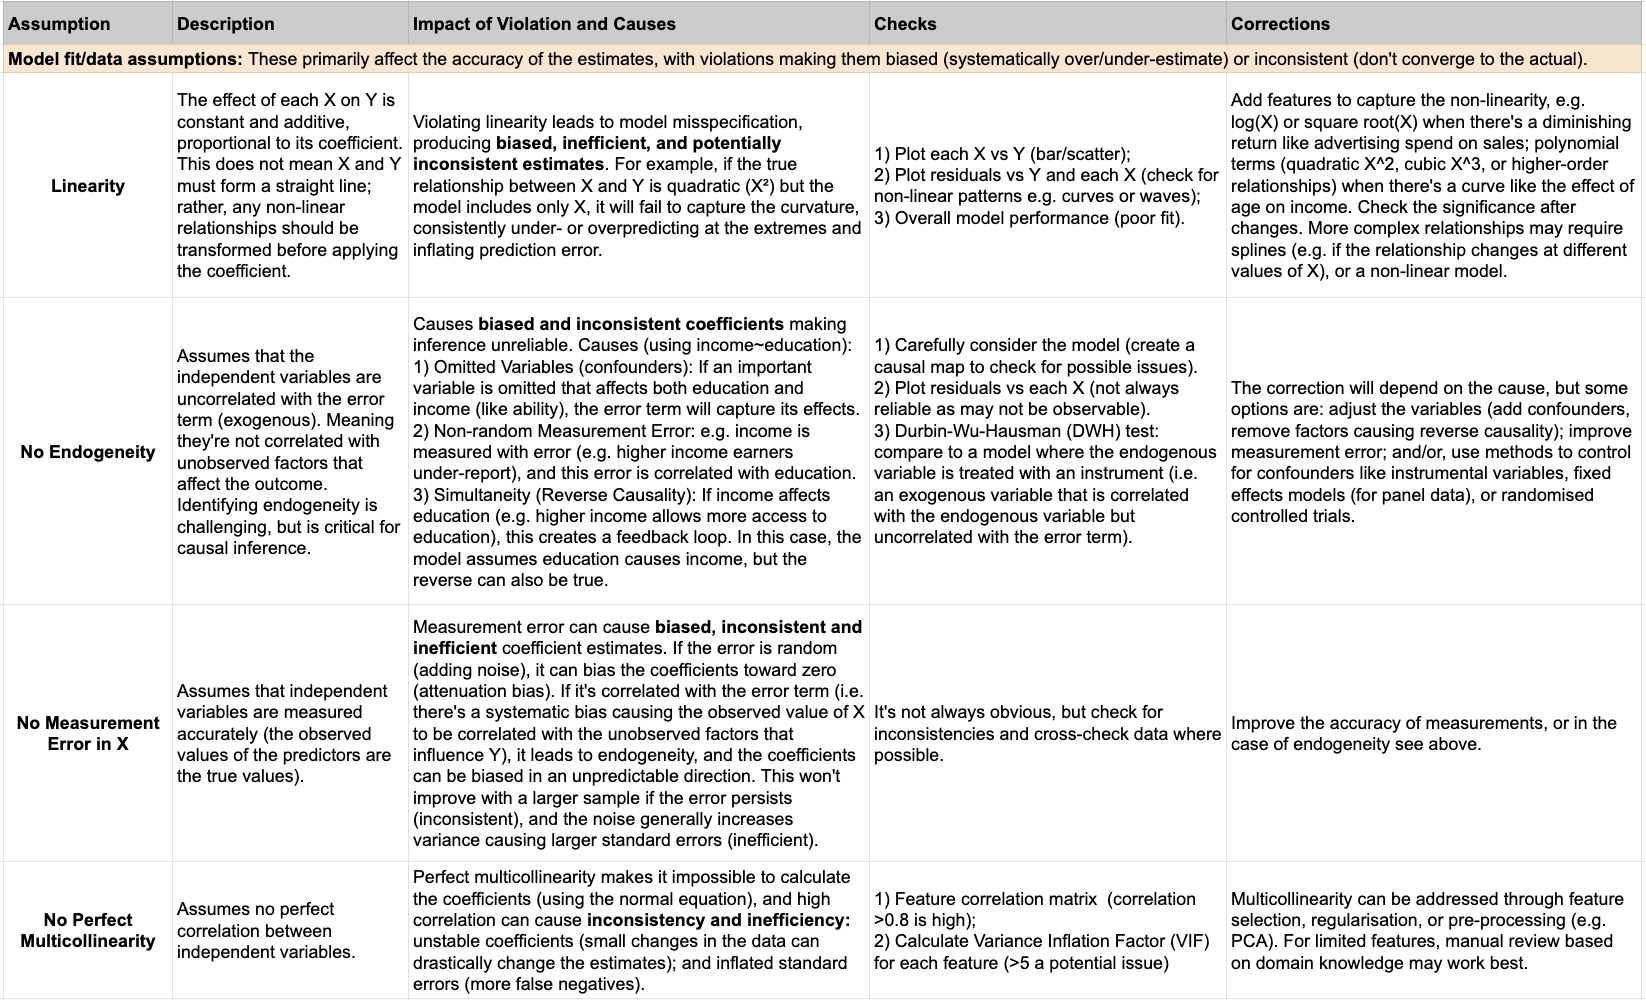 Assumption
Description
Impact of Violation and Causes
Checks
Corrections
Model fit/data assumptions: These primarily affect the accuracy of the estimates, with violations making them biased (systematically over/under-estimate) or inconsistent (don't converge to the actual).
Linearity
The effect of each X on Y is
constant and additive,
proportional to its coefficient.
This does not mean X and Y
must form a straight line;
rather, any non-linear
relationships should be
transformed before applying
the coefficient.
Violating linearity leads to model misspecification,
producing biased, inefficient, and potentially
inconsistent estimates. For example, if the true
relationship between X and Y is quadratic (X²) but the
model includes only X, it will fail to capture the curvature,
consistently under- or overpredicting at the extremes and
inflating prediction error.
1) Plot each X vs Y (bar/scatter);
2) Plot residuals vs Y and each X (check for
non-linear patterns e.g. curves or waves);
3) Overall model performance (poor fit).
Add features to capture the non-linearity, e.g.
log(X) or square root(X) when there's a diminishing
return like advertising spend on sales; polynomial
terms (quadratic X^2, cubic X^3, or higher-order
relationships) when there's a curve like the effect of
age on income. Check the significance after
changes. More complex relationships may require
splines (e.g. if the relationship changes at different
values of X), or a non-linear model.
No Endogeneity
Assumes that the
independent variables are
uncorrelated with the error
term (exogenous). Meaning
they're not correlated with
unobserved factors that
affect the outcome.
Identifying endogeneity is
challenging, but is critical for
causal inference.
Causes biased and inconsistent coefficients making
inference unreliable. Causes (using income~education):
1) Omitted Variables (confounders): If an important
variable is omitted that affects both education and
income (like ability), the error term will capture its effects.
2) Non-random Measurement Error: e.g. income is
measured with error (e.g. higher income earners
under-report), and this error is correlated with education.
3) Simultaneity (Reverse Causality): If income affects
education (e.g. higher income allows more access to
education), this creates a feedback loop. In this case, the
model assumes education causes income, but the
reverse can also be true.
1) Carefully consider the model (create a
causal map to check for possible issues).
2) Plot residuals vs each X (not always
reliable as may not be observable).
3) Durbin-Wu-Hausman (DWH) test:
compare to a model where the endogenous
variable is treated with an instrument (i.e.
an exogenous variable that is correlated
with the endogenous variable but
uncorrelated with the error term).
The correction will depend on the cause, but some
options are: adjust the variables (add confounders,
remove factors causing reverse causality); improve
measurement error; and/or, use methods to control
for confounders like instrumental variables, fixed
effects models (for panel data), or randomised
controlled trials.
No Measurement
Error in X
Assumes that independent
variables are measured
accurately (the observed
values of the predictors are
the true values).
Measurement error can cause biased, inconsistent and
inefficient coefficient estimates. If the error is random
(adding noise), it can bias the coefficients toward zero
(attenuation bias). If it's correlated with the error term (i.e.
there's a systematic bias causing the observed value of X
to be correlated with the unobserved factors that
influence Y), it leads to endogeneity, and the coefficients
can be biased in an unpredictable direction. This won't
improve with a larger sample if the error persists
(inconsistent), and the noise generally increases
variance causing larger standard errors (inefficient).
It's not always obvious, but check for
inconsistencies and cross-check data where
possible.
Improve the accuracy of measurements, or in the
case of endogeneity see above.
No Perfect
Multicollinearity
Assumes no perfect
correlation between
independent variables.
Perfect multicollinearity makes it impossible to calculate
the coefficients (using the normal equation), and high
correlation can cause inconsistency and inefficiency:
unstable coefficients (small changes in the data can
drastically change the estimates); and inflated standard
errors (more false negatives).
1) Feature correlation matrix (correlation
>0.8 is high);
2) Calculate Variance Inflation Factor (VIF)
for each feature (>5 a potential issue)
Multicollinearity can be addressed through feature
selection, regularisation, or pre-processing (e.g.
PCA). For limited features, manual review based
on domain knowledge may work best.